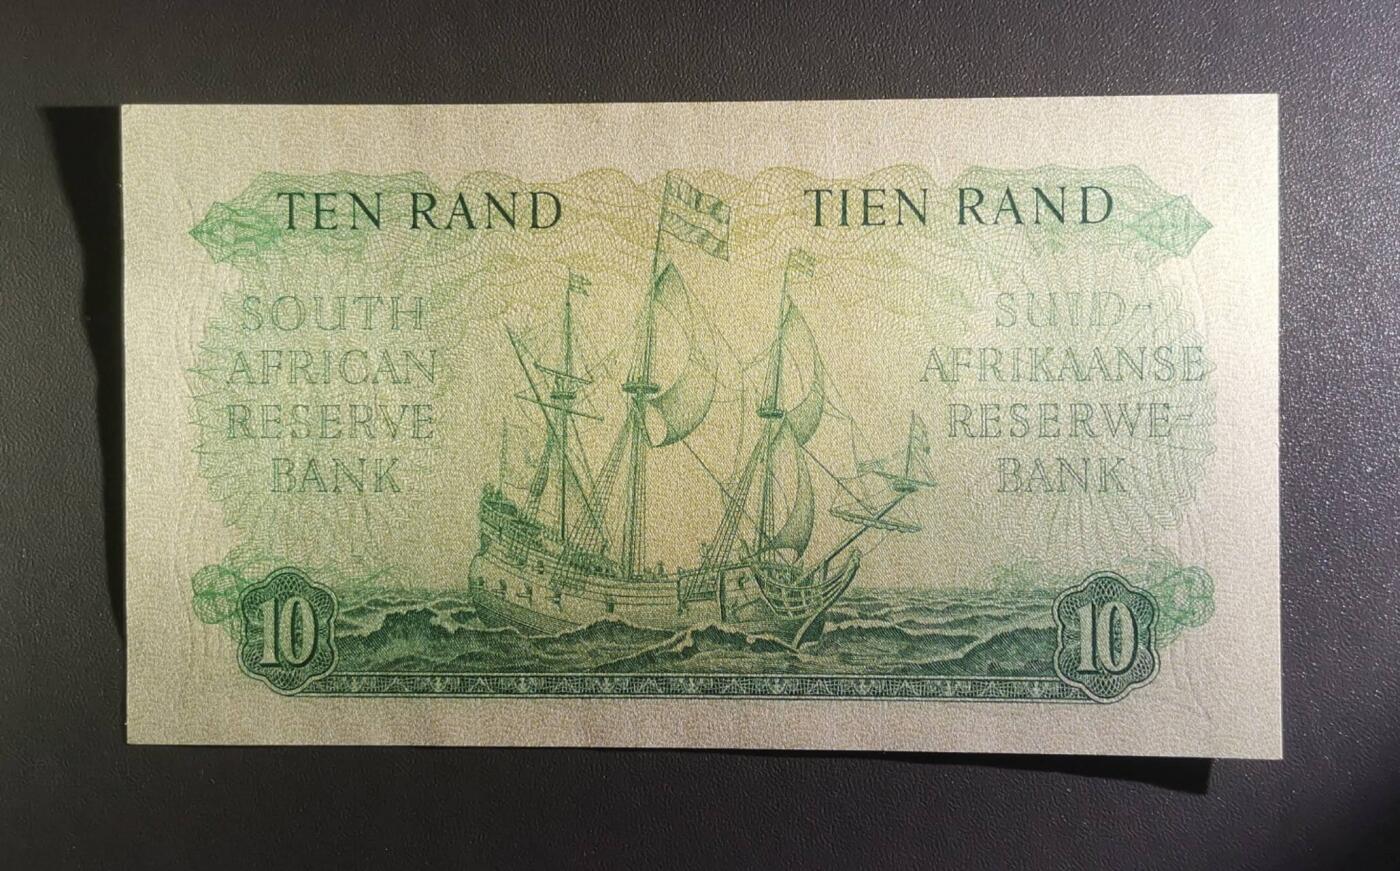 TEN RAND
TIEN RAND
SOUTH
AFRICAN
RESERVE
BANK
SUID-
AFRIKAANSE
RESERWE-
BANK
10
10